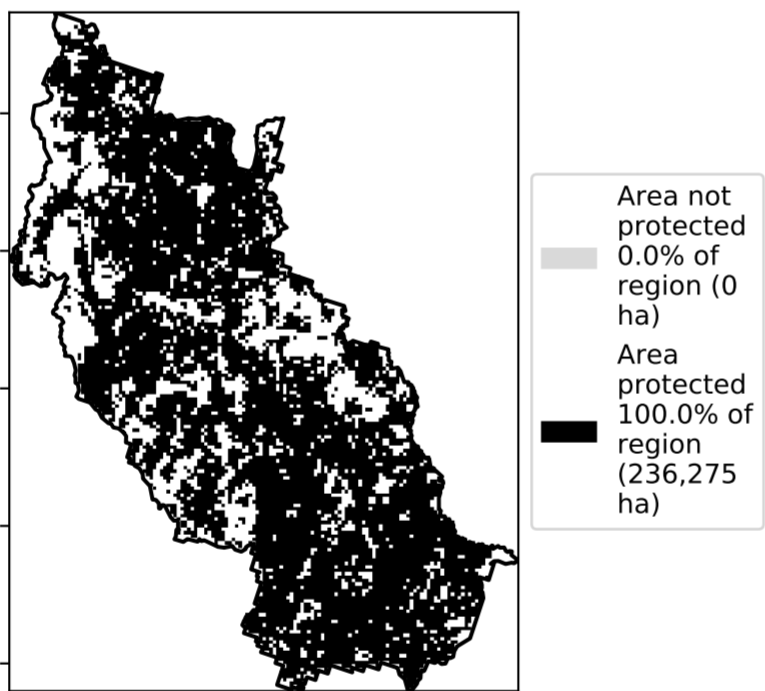 Area not
protected
0.0% of
region (0
ha)
Area
protected
100.0% of
region
(236,275
ha)